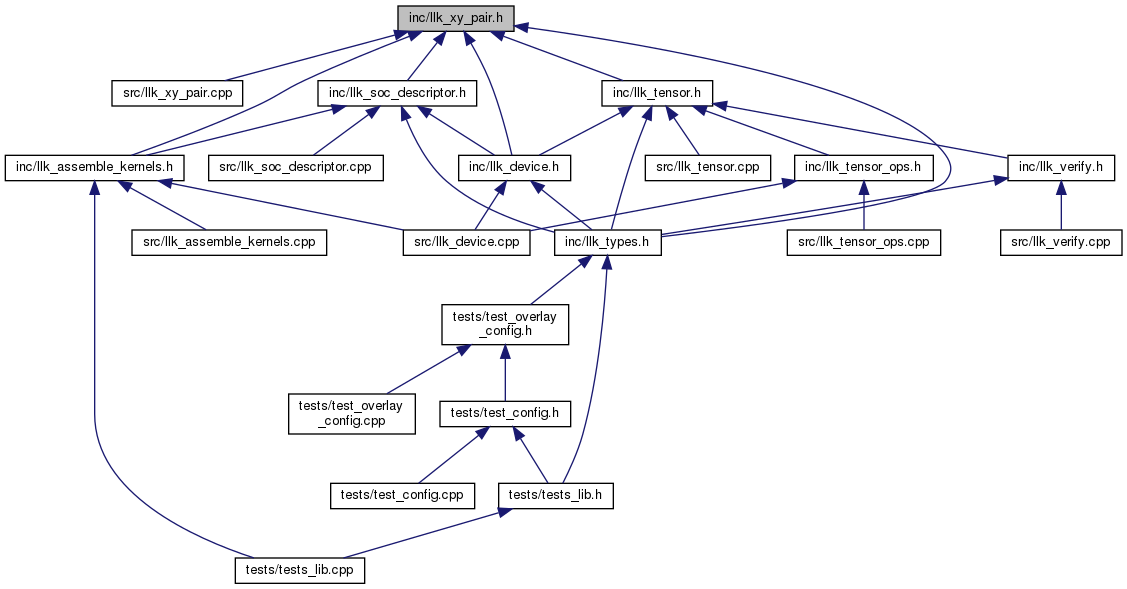 inc/llk_xy_pair.h
src/llk_xy_pair.cpp
inc/llk_soc_descriptor.h
inc/llk_tensor.h
inc/llk_assemble_kernels.h
src/llk_soc_descriptor.cpp
inc/llk_device.h
src/llk_tensor.cpp
inc/llk_tensor_ops.h
inc/llk_verify.h
src/llk_assemble_kernels.cpp
src/llk_device.cpp
inc/llk_types.h
src/llk_tensor_ops.cpp
src/llk_verify.cpp
tests/test_overlay
_config.h
tests/test_overlay
_config.cpp
tests/test_config.h
tests/test_config.cpp
tests/tests_lib.h
tests/tests_lib.cpp